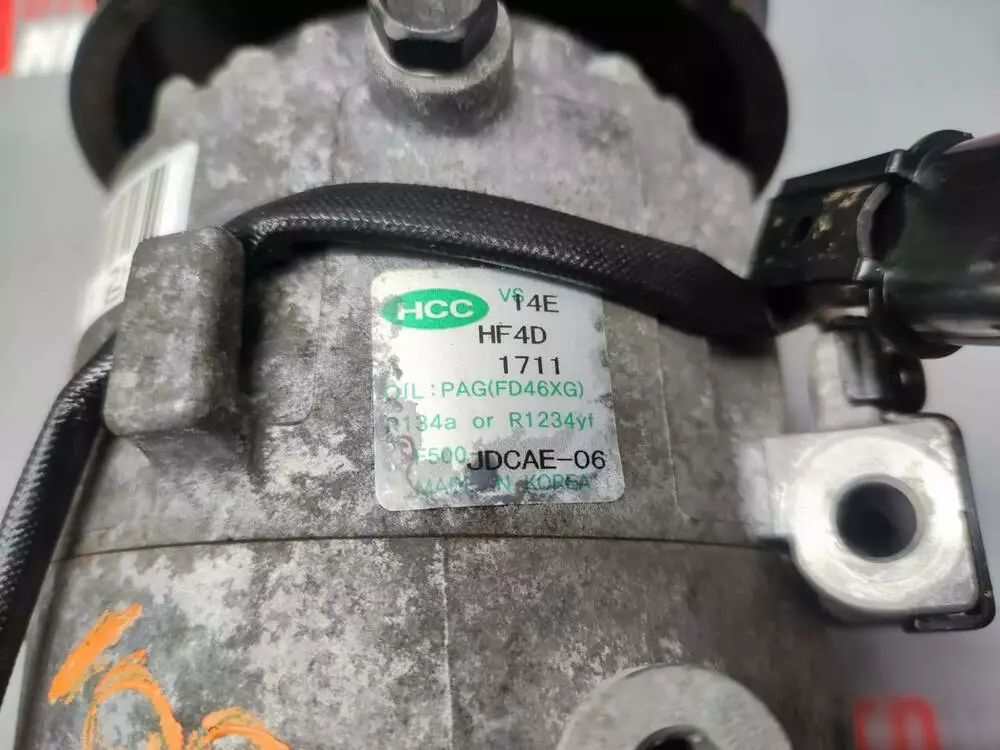 HCC VS 14E
HF4D
1711
OIL : PAG(FD46XG)
R134a or R1234yf
F500-JDCAE-06
MADE IN KOREA